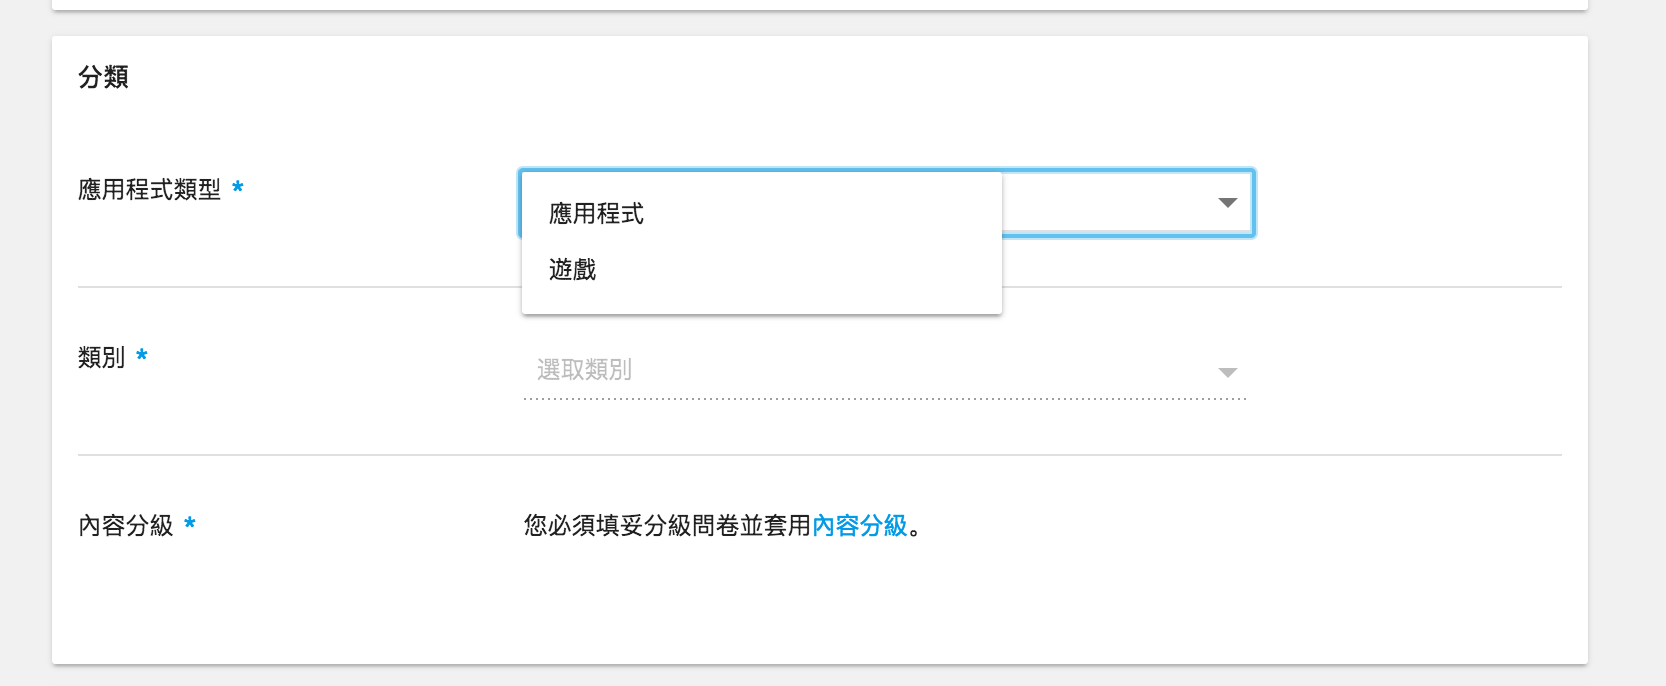 分類
應用程式類型 *
應用程式
遊戲
類別 *
選取類別
內容分級 *
您必須填妥分級問卷並套用內容分級。